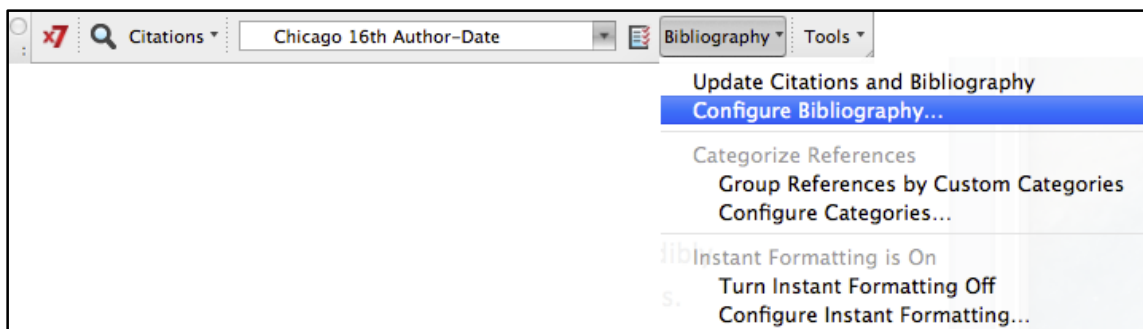 x7 Citations Chicago 16th Author-Date Bibliography Tools
Update Citations and Bibliography
Configure Bibliography...
Categorize References
Group References by Custom Categories
Configure Categories...
dibly
Instant Formatting is On
Turn Instant Formatting Off
s.
Configure Instant Formatting...